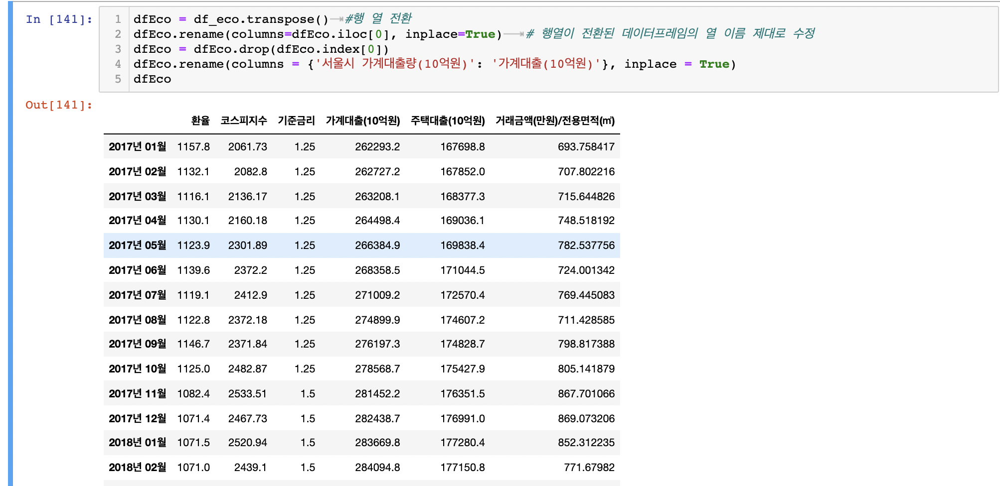 In [141]:
1 dfEco = df_eco.transpose() #행 열 전환
2 dfEco.rename(columns=dfEco.iloc[0], inplace=True) # 행열이 전환된 데이터프레임의 열 이름 제대로 수정
3 dfEco = dfEco.drop(dfEco.index[0])
4 dfEco.rename(columns = {'서울시 가계대출량(10억원)': '가계대출(10억원)'}, inplace = True)
5 dfEco
Out[141]:
환율 코스피지수 기준금리 가계대출(10억원) 주택대출(10억원) 거래금액(만원)/전용면적(㎡)
2017년 01월 1157.8 2061.73 1.25 262293.2 167698.8 693.758417
2017년 02월 1132.1 2082.8 1.25 262727.2 167852.0 707.802216
2017년 03월 1116.1 2136.17 1.25 263208.1 168377.3 715.644826
2017년 04월 1130.1 2160.18 1.25 264498.4 169036.1 748.518192
2017년 05월 1123.9 2301.89 1.25 266384.9 169838.4 782.537756
2017년 06월 1139.6 2372.2 1.25 268358.5 171044.5 724.001342
2017년 07월 1119.1 2412.9 1.25 271009.2 172570.4 769.445083
2017년 08월 1122.8 2372.18 1.25 274899.9 174607.2 711.428585
2017년 09월 1146.7 2371.84 1.25 276197.3 174828.7 798.817388
2017년 10월 1125.0 2482.87 1.25 278568.7 175427.9 805.141879
2017년 11월 1082.4 2533.51 1.5 281452.2 176351.5 867.701066
2017년 12월 1071.4 2467.73 1.5 282438.7 176991.0 869.073206
2018년 01월 1071.5 2520.94 1.5 283669.8 177280.4 852.312235
2018년 02월 1071.0 2439.1 1.5 284094.8 177150.8 771.67982